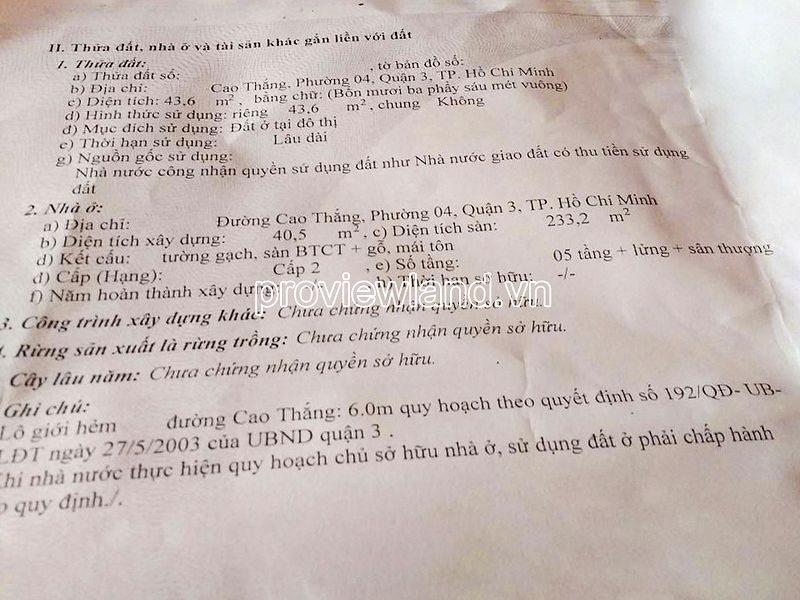 II. Thửa đất, nhà ở và tài sản khác gắn liền với đất
1. Thửa đất:
a) Thửa đất số: , tờ bản đồ số:
b) Địa chỉ: Cao Thắng, Phường 04, Quận 3, TP. Hồ Chí Minh
c) Diện tích: 43,6 m², bằng chữ: (Bốn mươi ba phẩy sáu mét vuông)
d) Hình thức sử dụng: riêng 43,6 m², chung Không
đ) Mục đích sử dụng: Đất ở tại đô thị
e) Thời hạn sử dụng: Lâu dài
g) Nguồn gốc sử dụng:
Nhà nước công nhận quyền sử dụng đất như Nhà nước giao đất có thu tiền sử dụng
đất
2. Nhà ở:
a) Địa chỉ: Đường Cao Thắng, Phường 04, Quận 3, TP. Hồ Chí Minh
b) Diện tích xây dựng: 40,5 m², c) Diện tích sàn: 233,2 m²
d) Kết cấu: tường gạch, sàn BTCT + gỗ, mái tôn
đ) Cấp (Hạng): Cấp 2 , e) Số tầng: 05 tầng + lửng + sân thượng
f) Năm hoàn thành xây dựng: h) Thời hạn sở hữu: -/-
proviewland.vn
3. Công trình xây dựng khác: Chưa chứng nhận quyền sở hữu.
. Rừng sản xuất là rừng trồng: Chưa chứng nhận quyền sở hữu.
Cây lâu năm: Chưa chứng nhận quyền sở hữu.
Ghi chú:
Lộ giới hẻm đường Cao Thắng: 6.0m quy hoạch theo quyết định số 192/QĐ- UB-
LĐT ngày 27/5/2003 của UBND quận 3 .
Khi nhà nước thực hiện quy hoạch chủ sở hữu nhà ở, sử dụng đất ở phải chấp hành
quy định./.